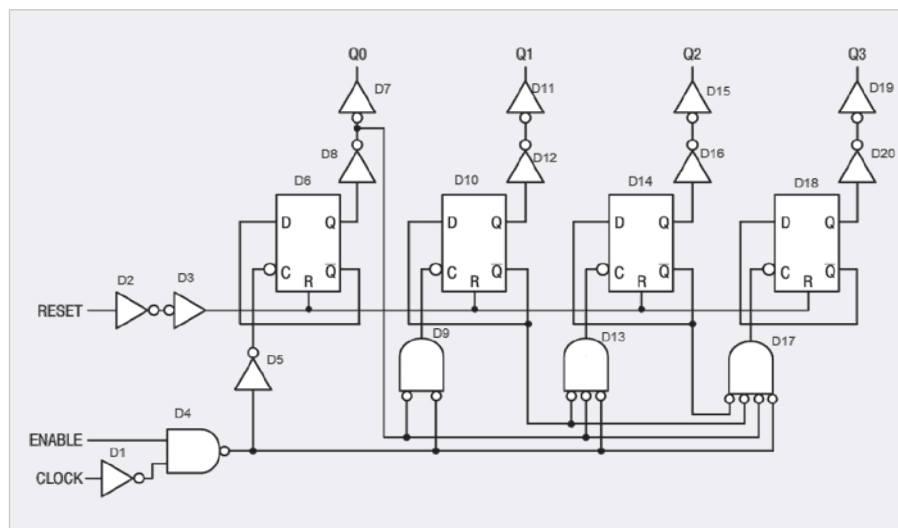 Q0 Q1 Q2 Q3
D7 D11 D15 D19
D8 D12 D16 D20
D6 D10 D14 D18
D Q D Q D Q D Q
C Q̅ C Q̅ C Q̅ C Q̅
R R R R
D2 D3
RESET
D9 D13 D17
D5
D4
ENABLE
D1
CLOCK